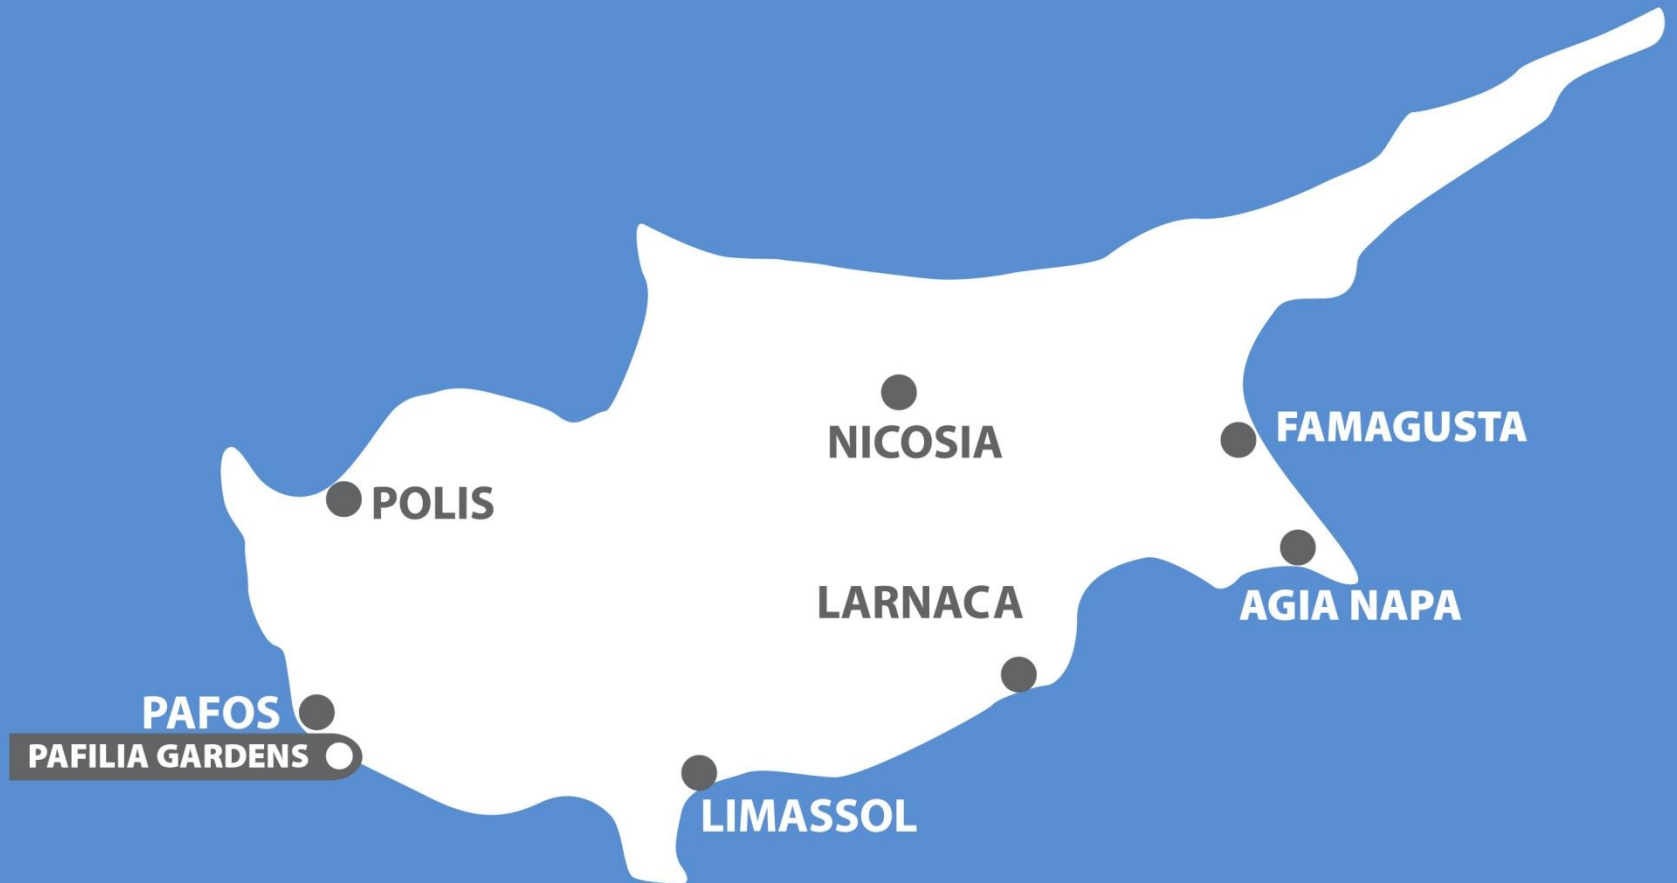 FAMAGUSTA
NICOSIA
POLIS
LARNACA
AGIA NAPA
PAFOS
PAFILIA GARDENS
LIMASSOL